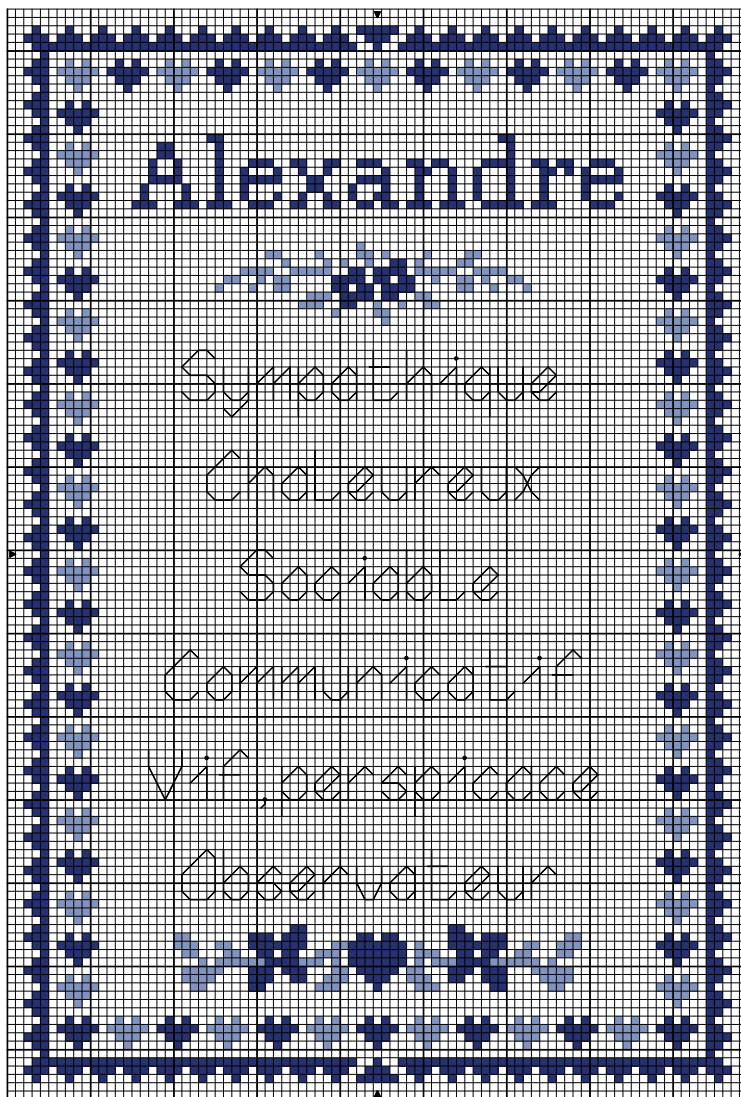 Alexandre
Sympathique
Chaleureux
Sociable
Communicatif
Vif, perspicace
Observateur